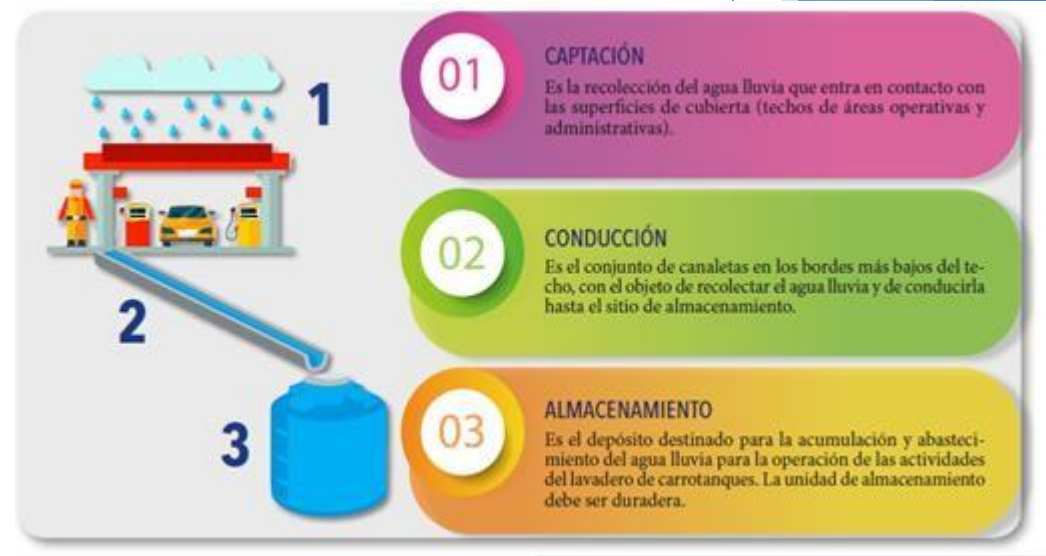 1
2
3
01
CAPTACIÓN
Es la recolección del agua lluvia que entra en contacto con
las superficies de cubierta (techos de áreas operativas y
administrativas).
02
CONDUCCIÓN
Es el conjunto de canaletas en los bordes más bajos del te-
cho, con el objeto de recolectar el agua lluvia y de conducirla
hasta el sitio de almacenamiento.
03
ALMACENAMIENTO
Es el depósito destinado para la acumulación y abasteci-
miento del agua lluvia para la operación de las actividades
del lavadero de carrotanques. La unidad de almacenamiento
debe ser duradera.